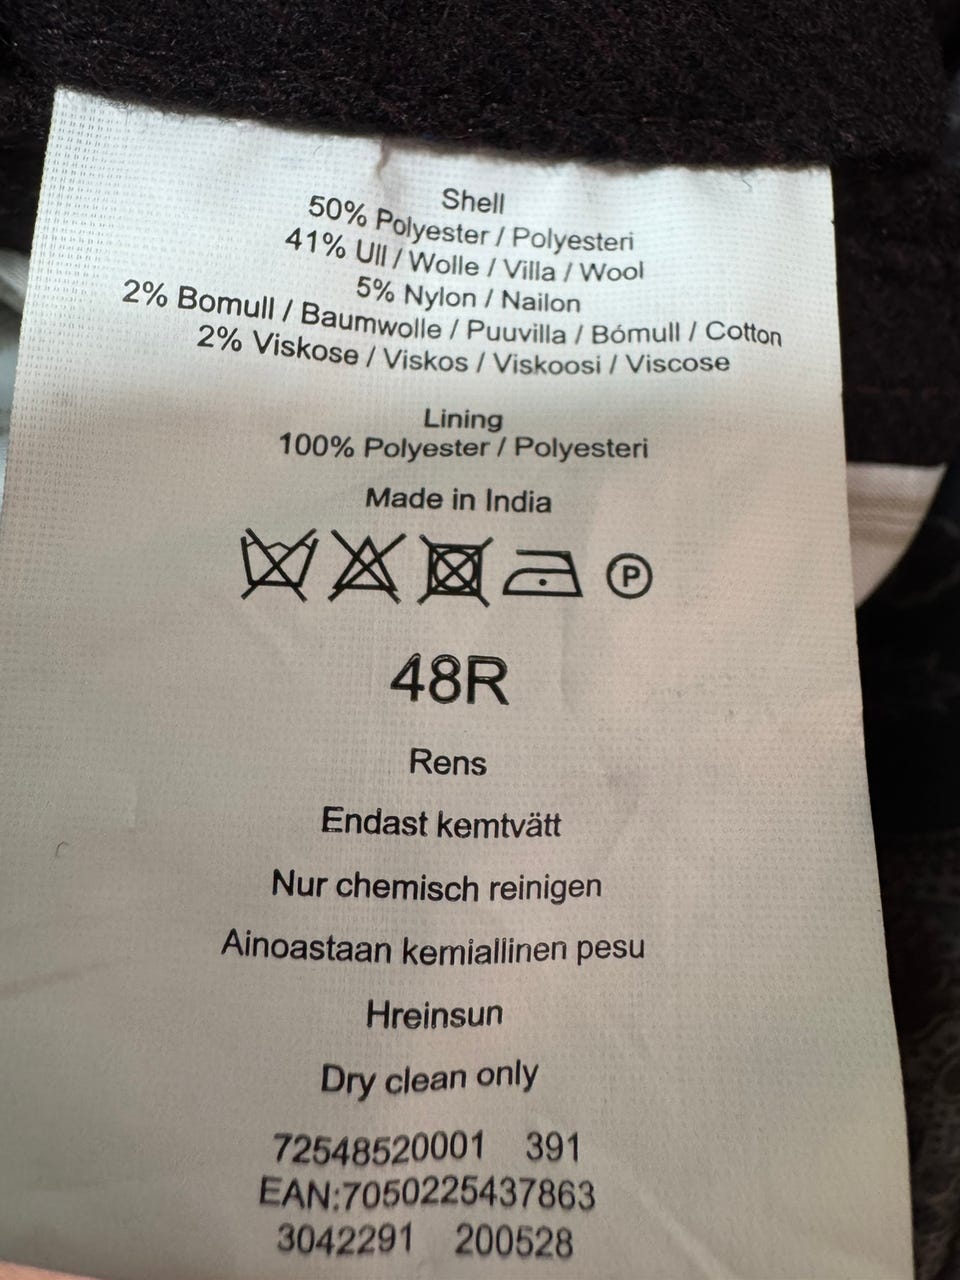 Shell
50% Polyester / Polyesteri
41% Ull / Wolle / Villa / Wool
5% Nylon / Nailon
2% Bomull / Baumwolle / Puuvilla / Bómull / Cotton
2% Viskose / Viskos / Viskoosi / Viscose
Lining
100% Polyester / Polyesteri
Made in India
P
48R
Rens
Endast kemtvätt
Nur chemisch reinigen
Ainoastaan kemiallinen pesu
Hreinsun
Dry clean only
72548520001 391
EAN:7050225437863
3042291 200528